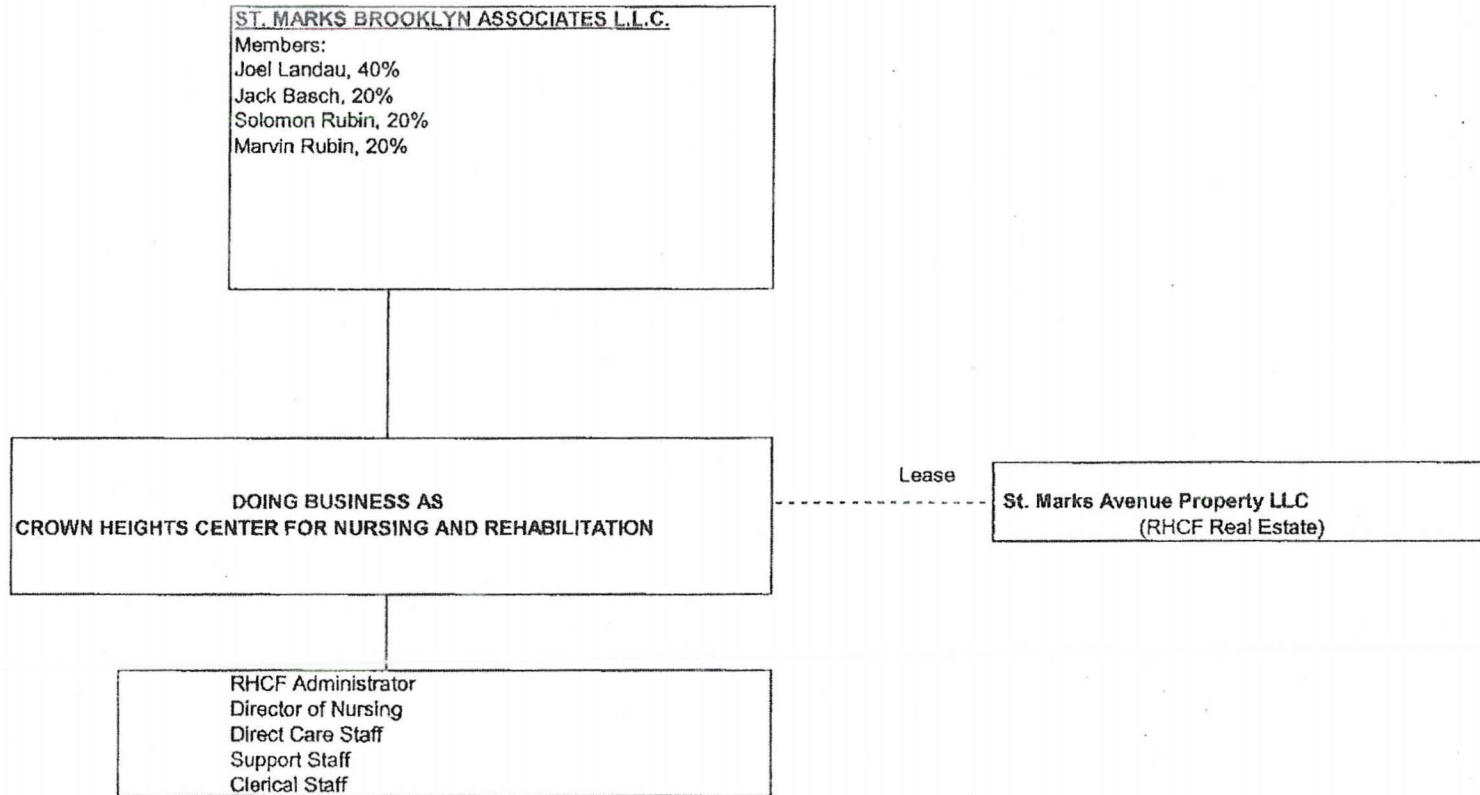 ST. MARKS BROOKLYN ASSOCIATES L.L.C.
Members:
Joel Landau, 40%
Jack Basch, 20%
Solomon Rubin, 20%
Marvin Rubin, 20%
DOING BUSINESS AS
CROWN HEIGHTS CENTER FOR NURSING AND REHABILITATION
Lease
St. Marks Avenue Property LLC
(RHCF Real Estate)
RHCF Administrator
Director of Nursing
Direct Care Staff
Support Staff
Clerical Staff